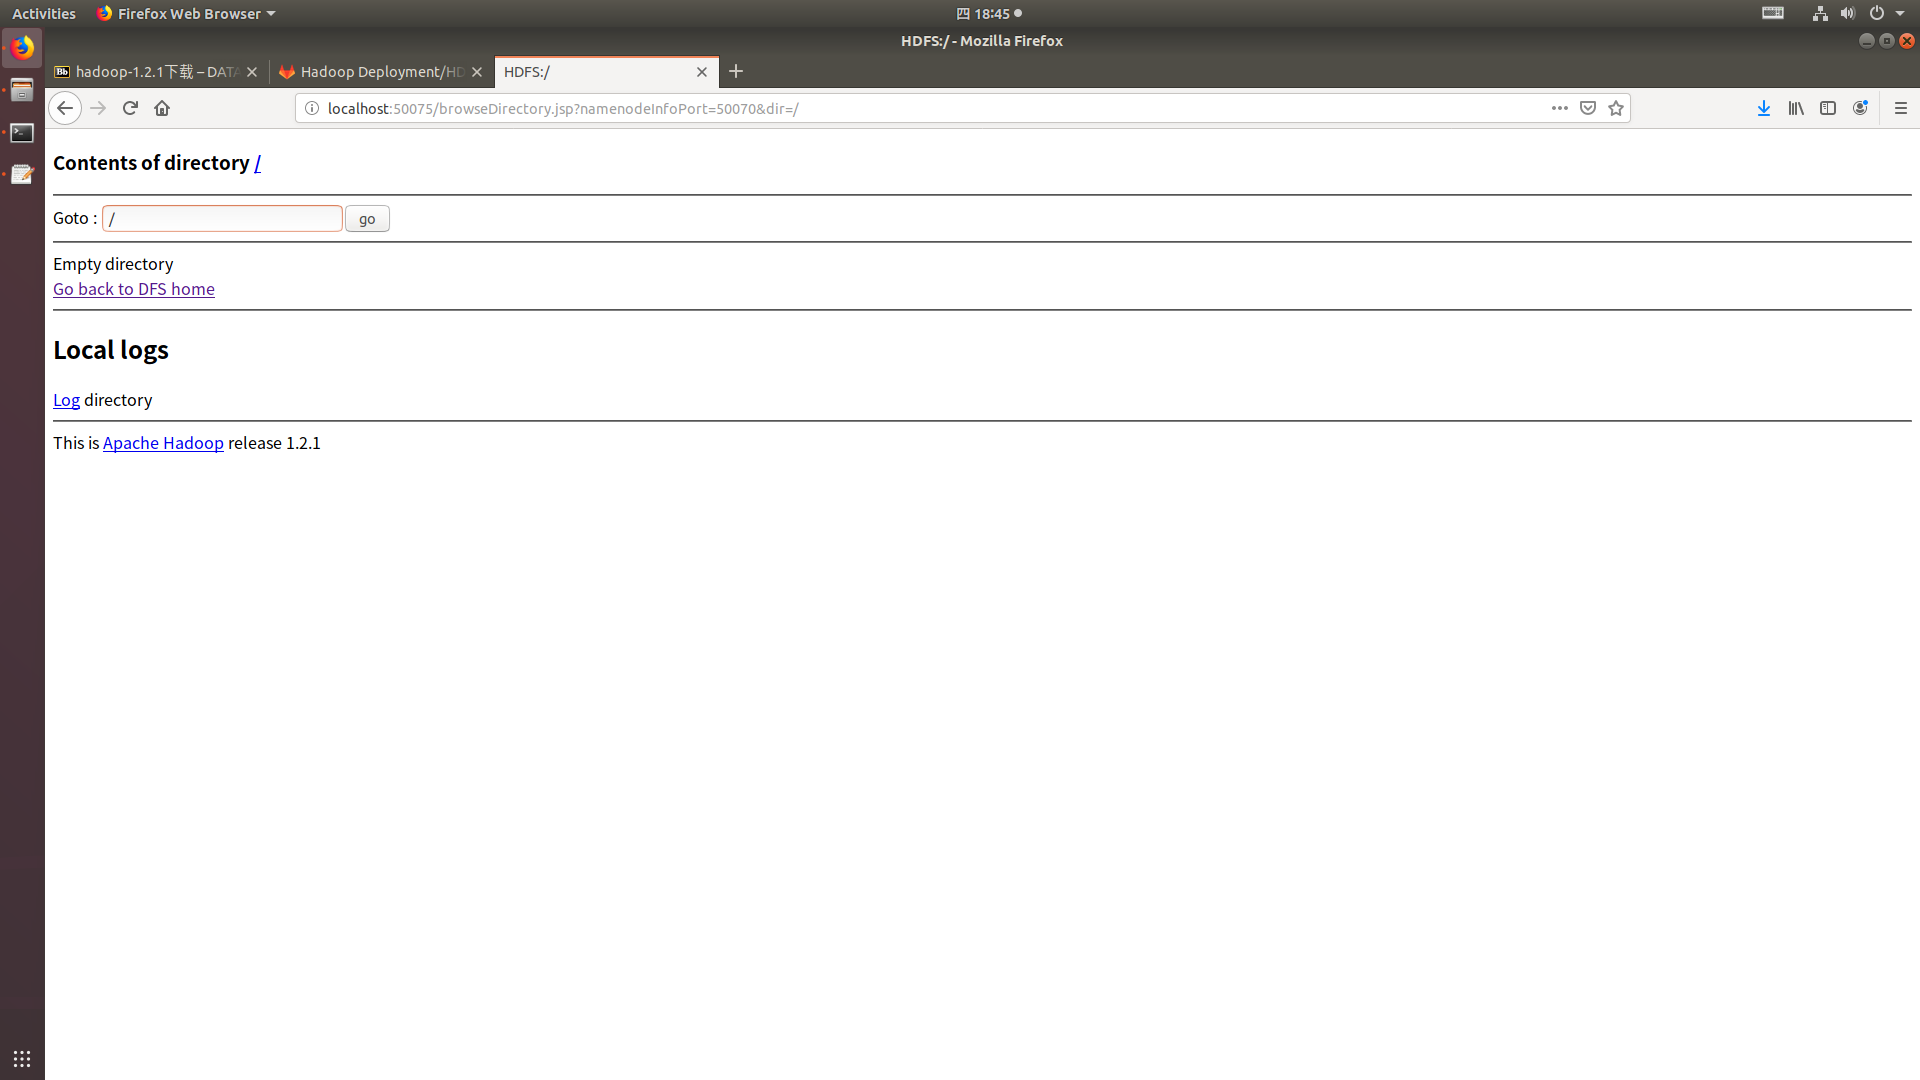 Activities Firefox Web Browser 四 18:45
HDFS:/ - Mozilla Firefox
Bb hadoop-1.2.1下载 – DATA Hadoop Deployment/HD HDFS:/
localhost:50075/browseDirectory.jsp?namenodeInfoPort=50070&dir=/
Contents of directory /
Goto : / go
Empty directory
Go back to DFS home
Local logs
Log directory
This is Apache Hadoop release 1.2.1